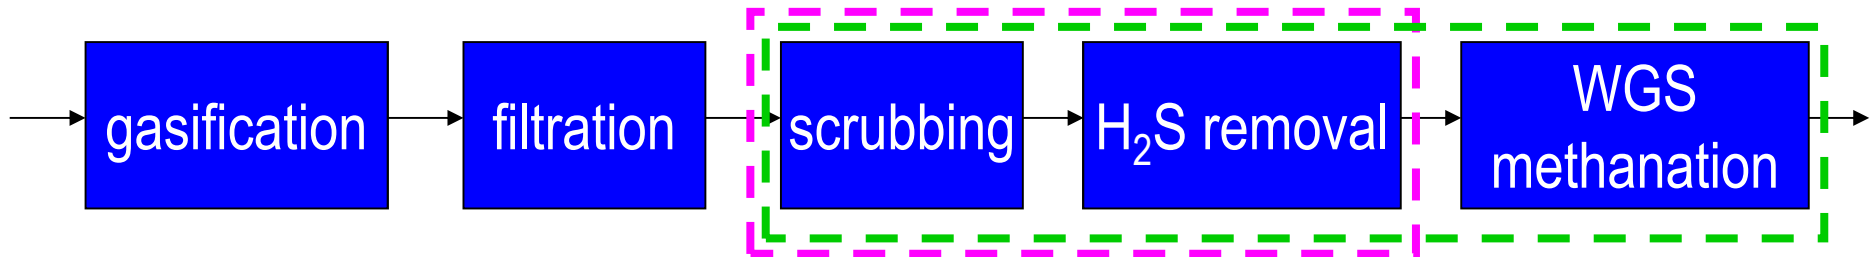 gasification
filtration
scrubbing
H₂S removal
WGS
methanation